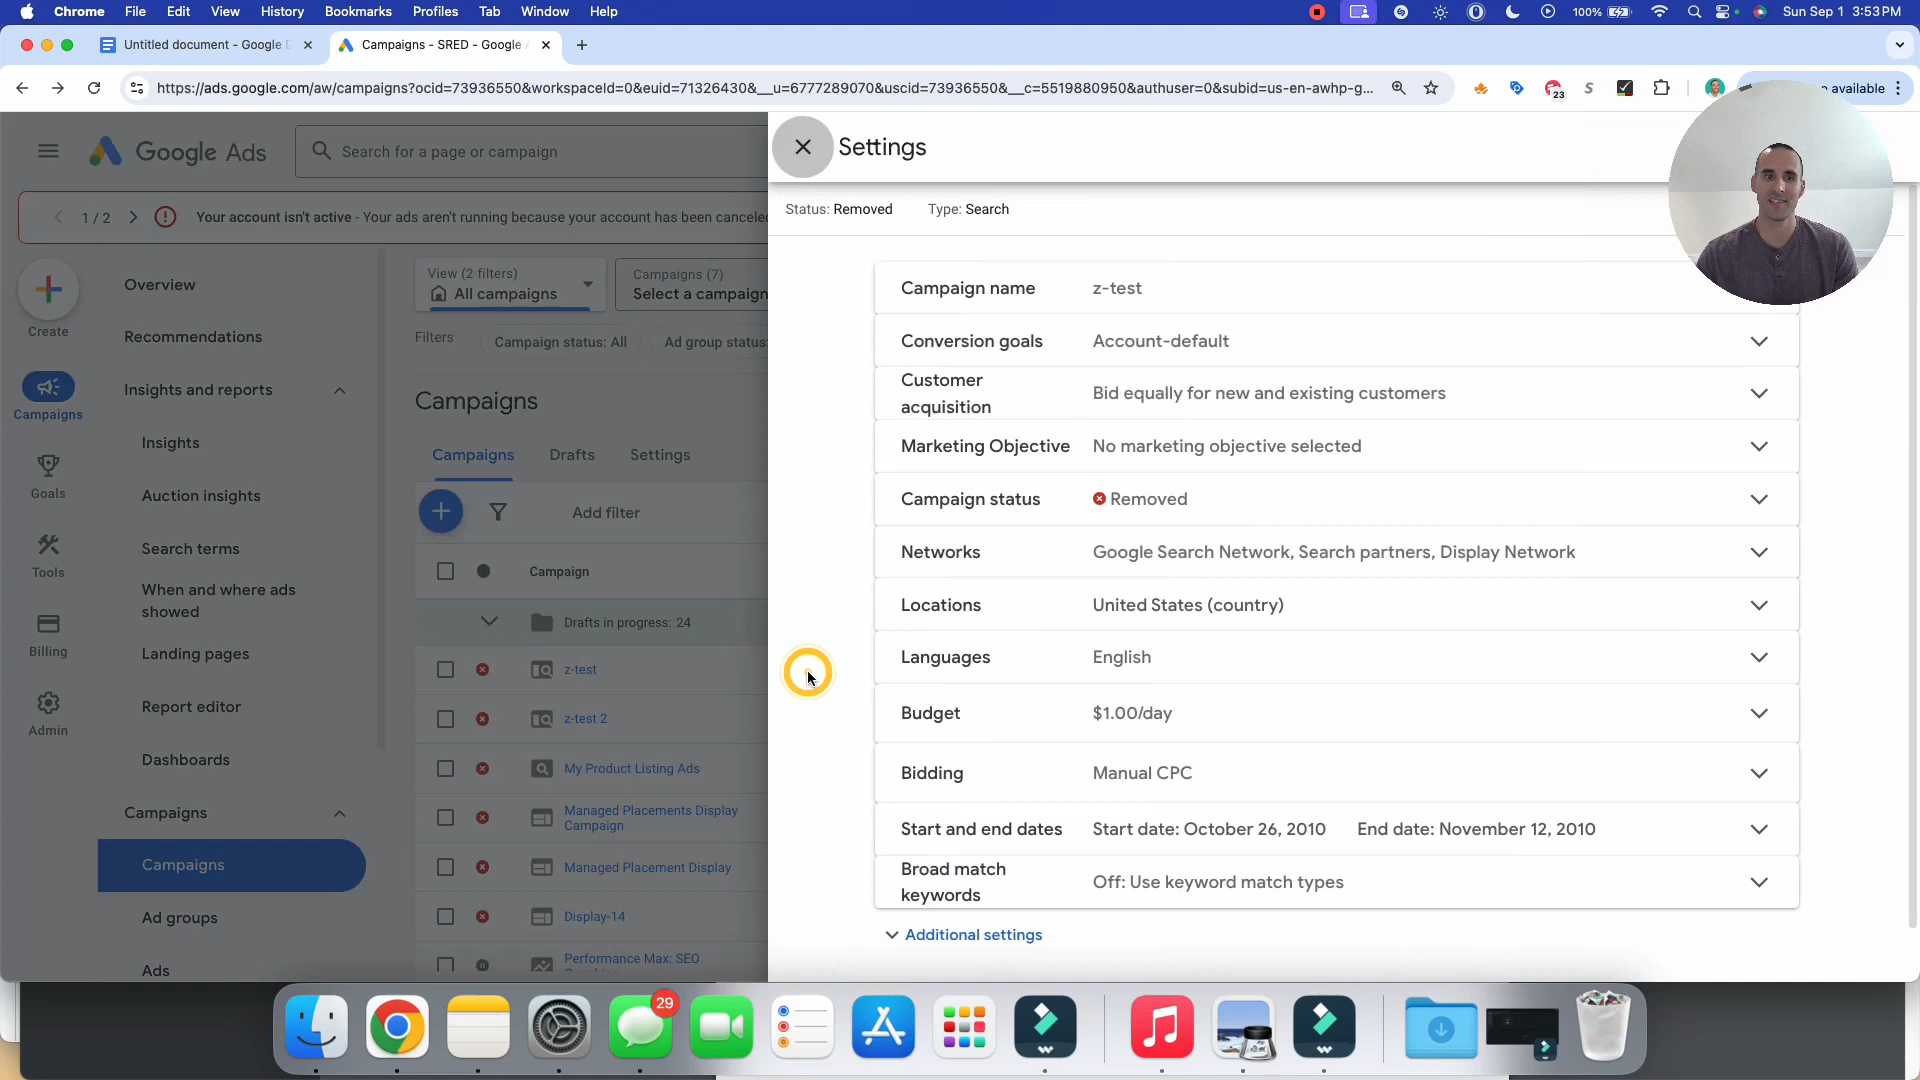 Chrome File Edit View History Bookmarks Profiles Tab Window Help 100% Sun Sep 1 3:53 PM
Untitled document - Google D Campaigns - SRED - Google
https://ads.google.com/aw/campaigns?ocid=73936550&workspaceId=0&euid=71326430&__u=6777289070&uscid=73936550&__c=5519880950&authuser=0&subid=us-en-awhp-g... 23 S available
Google Ads
Search for a page or campaign
Settings
1 / 2 Your account isn't active - Your ads aren't running because your account has been canceled
Status: Removed Type: Search
Create
Campaigns
Goals
Tools
Billing
Admin
Overview
Recommendations
Insights and reports
Insights
Auction insights
Search terms
When and where ads
showed
Landing pages
Report editor
Dashboards
Campaigns
Campaigns
Ad groups
Ads
View (2 filters)
All campaigns
Campaigns (7)
Select a campaign
Filters Campaign status: All Ad group status:
Campaigns
Campaigns Drafts Settings
Add filter
Campaign
Drafts in progress: 24
z-test
z-test 2
My Product Listing Ads
Managed Placements Display
Campaign
Managed Placement Display
Display-14
Performance Max: SEO
Campaign name z-test
Conversion goals Account-default
Customer
acquisition Bid equally for new and existing customers
Marketing Objective No marketing objective selected
Campaign status Removed
Networks Google Search Network, Search partners, Display Network
Locations United States (country)
Languages English
Budget $1.00/day
Bidding Manual CPC
Start and end dates Start date: October 26, 2010 End date: November 12, 2010
Broad match
keywords Off: Use keyword match types
Additional settings
29